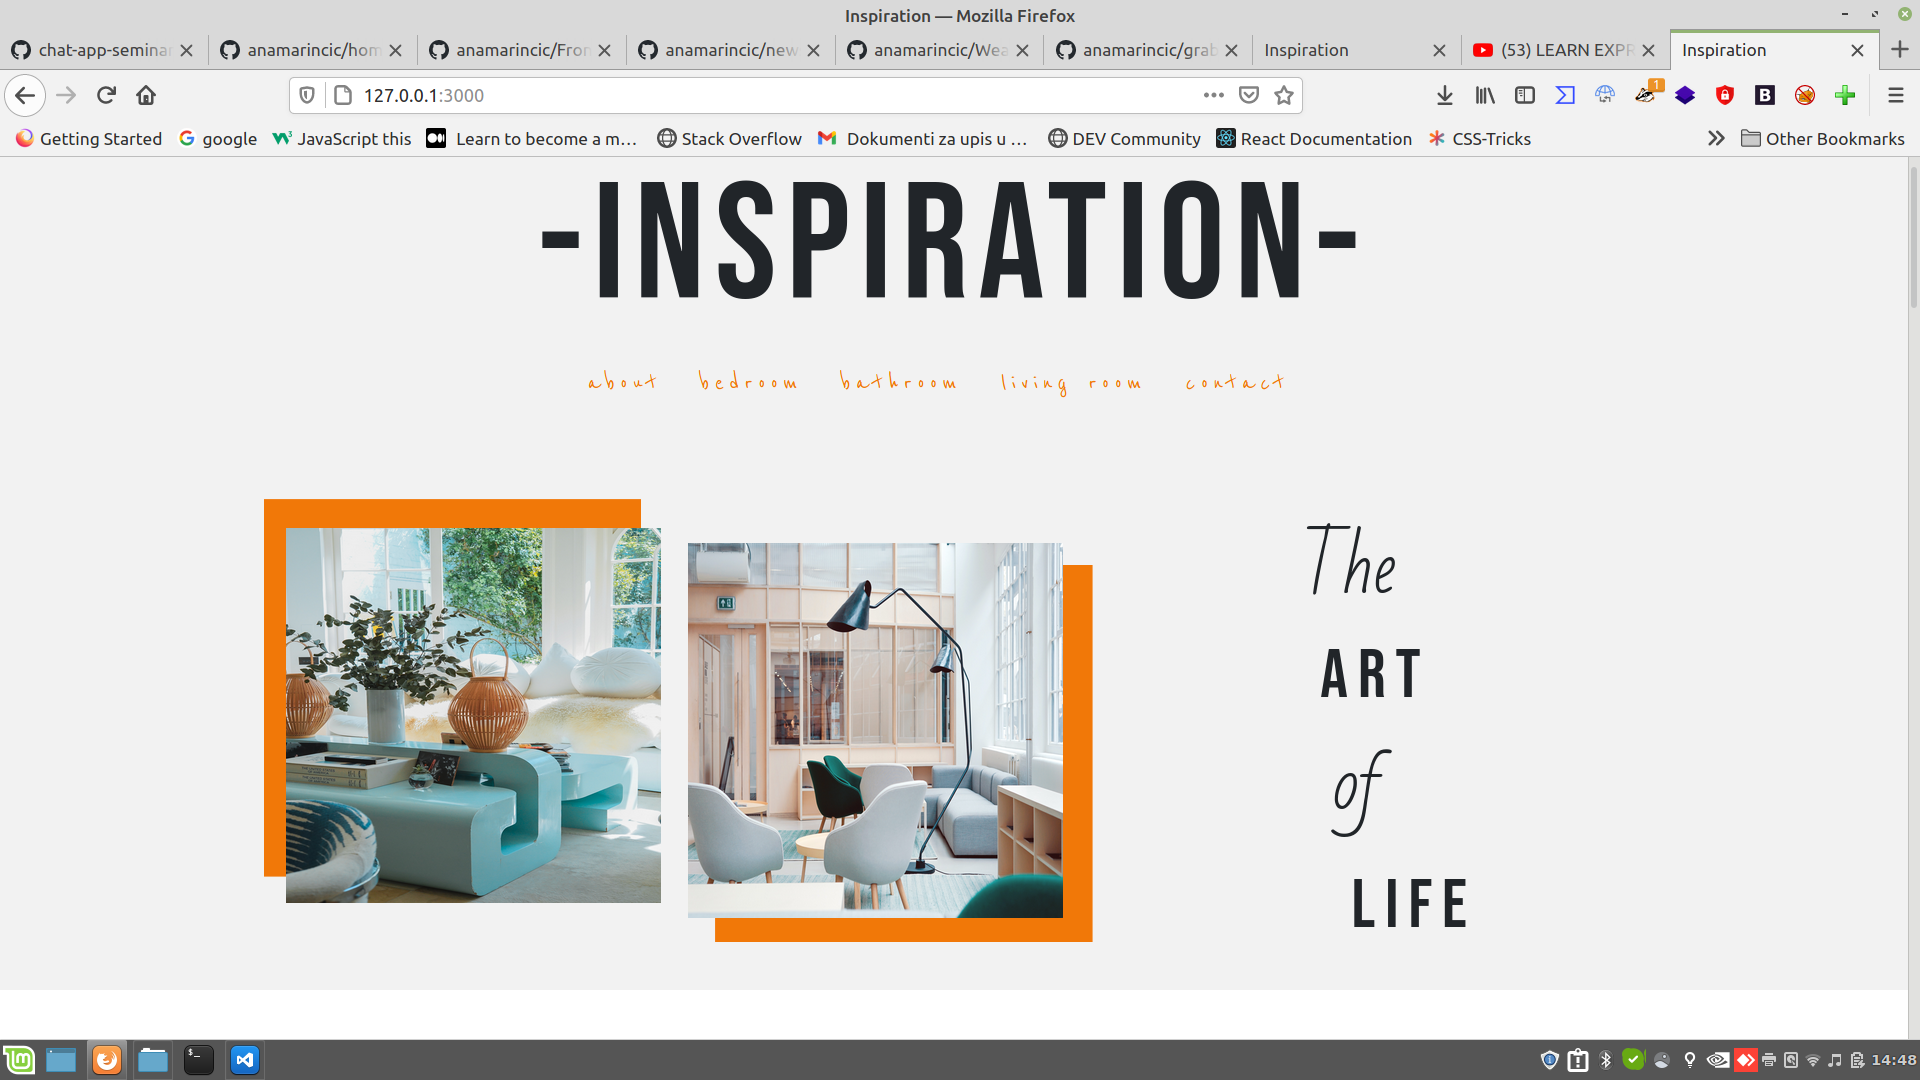 Inspiration — Mozilla Firefox
chat-app-seminar
anamarincic/hom
anamarincic/Fron
anamarincic/new
anamarincic/Wea
anamarincic/grab
Inspiration
(53) LEARN EXPR
Inspiration
127.0.0.1:3000
1
Getting Started
google
JavaScript this
Learn to become a m…
Stack Overflow
Dokumenti za upis u …
DEV Community
React Documentation
CSS-Tricks
Other Bookmarks
-INSPIRATION-
about bedroom bathroom living room contact
The
ART
of
LIFE
14:48